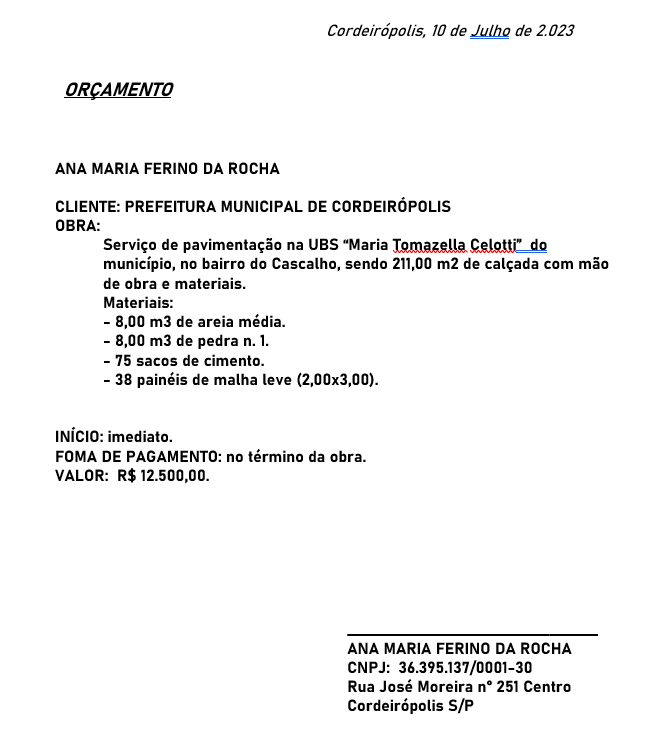 Cordeirópolis, 10 de Julho de 2.023
ORÇAMENTO
ANA MARIA FERINO DA ROCHA
CLIENTE: PREFEITURA MUNICIPAL DE CORDEIRÓPOLIS
OBRA:
Serviço de pavimentação na UBS “Maria Tomazella Celotti” do
município, no bairro do Cascalho, sendo 211,00 m2 de calçada com mão
de obra e materiais.
Materiais:
- 8,00 m3 de areia média.
- 8,00 m3 de pedra n. 1.
- 75 sacos de cimento.
- 38 painéis de malha leve (2,00x3,00).
INÍCIO: imediato.
FOMA DE PAGAMENTO: no término da obra.
VALOR: R$ 12.500,00.
ANA MARIA FERINO DA ROCHA
CNPJ: 36.395.137/0001-30
Rua José Moreira nº 251 Centro
Cordeirópolis S/P